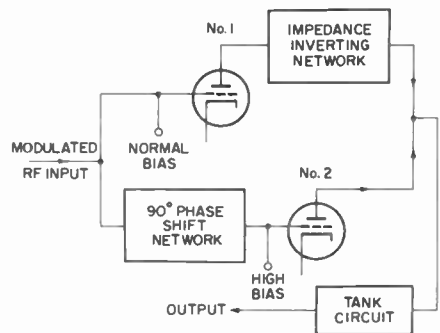 No. 1
IMPEDANCE
INVERTING
NETWORK
MODULATED
RF INPUT
NORMAL
BIAS
No. 2
90° PHASE
SHIFT
NETWORK
HIGH
BIAS
OUTPUT
TANK
CIRCUIT